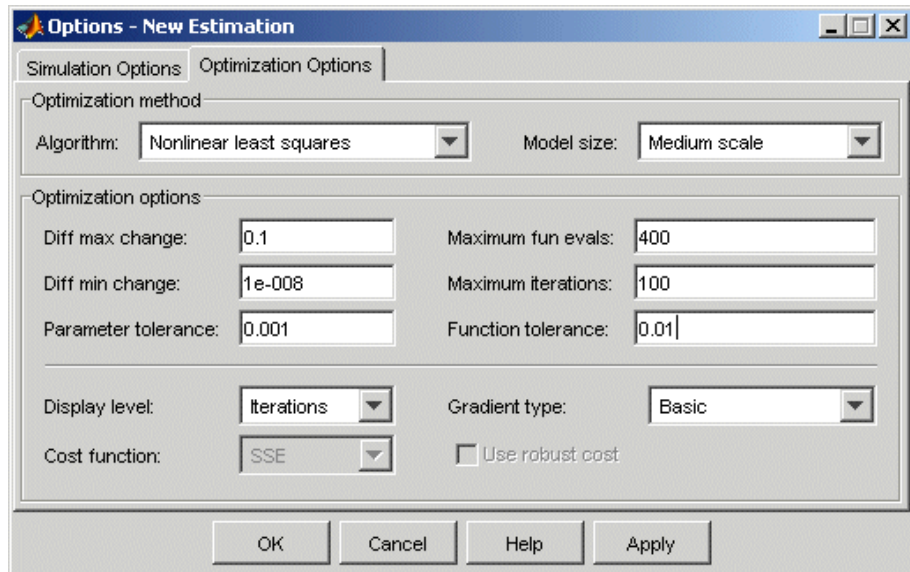 Options - New Estimation
Simulation Options Optimization Options
Optimization method
Algorithm: Nonlinear least squares Model size: Medium scale
Optimization options
Diff max change: 0.1 Maximum fun evals: 400
Diff min change: 1e-008 Maximum iterations: 100
Parameter tolerance: 0.001 Function tolerance: 0.01
Display level: Iterations Gradient type: Basic
Cost function: SSE Use robust cost
OK Cancel Help Apply